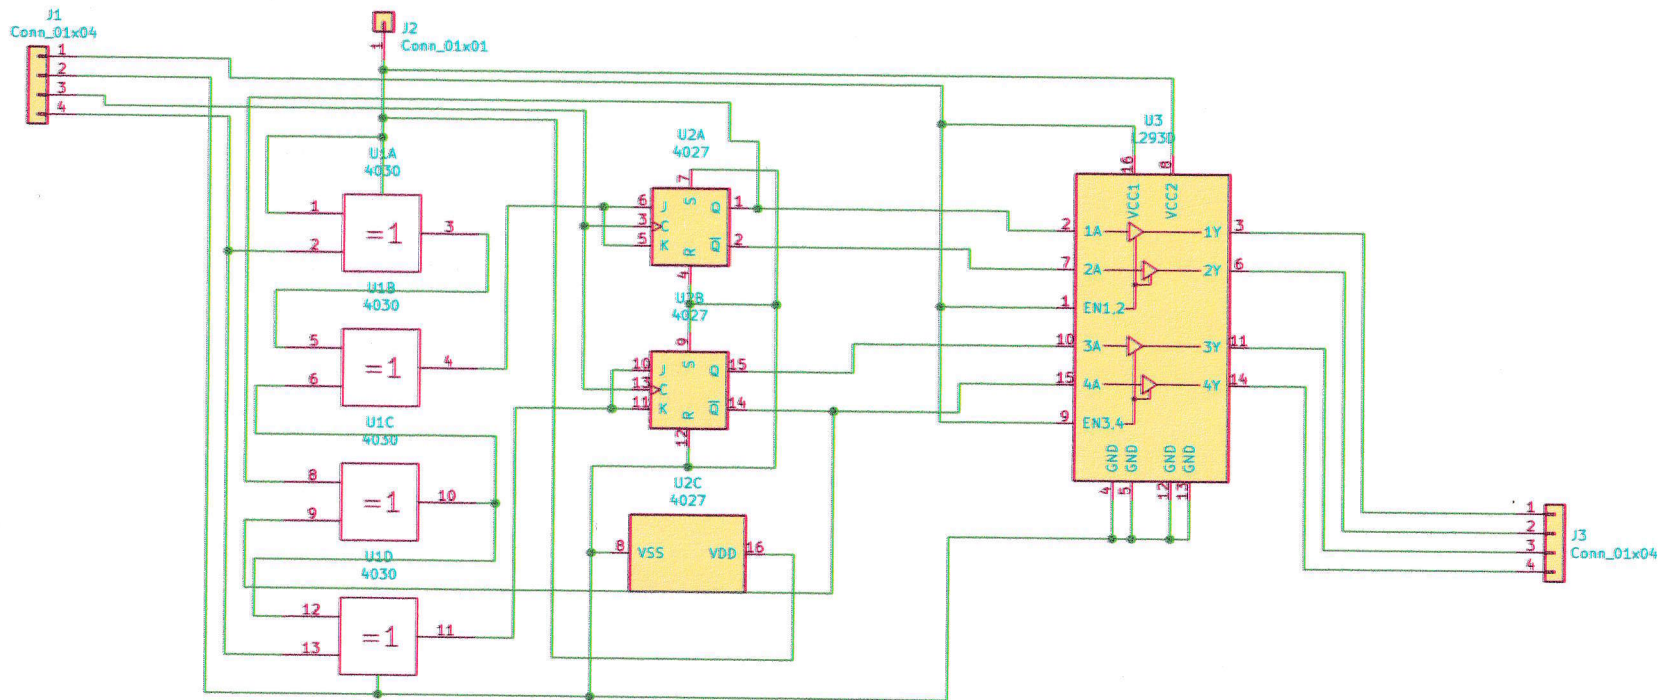 J1
Conn_01x04
1
2
3
4
J2
Conn_01x01
1
U1A
4030
1
2
=1
3
U1B
4030
5
6
=1
4
U1C
4030
8
9
=1
10
U1D
4030
12
13
=1
11
U2A
4027
7
S
6
J
Q
1
3
C
5
K
Q
2
R
4
U2B
4027
9
S
10
J
Q
15
13
C
11
K
Q
14
R
12
U2C
4027
8
VSS
VDD
16
U3
L293D
16
8
VCC1
VCC2
2
1A
1Y
3
7
2A
2Y
6
1
EN1,2
10
3A
3Y
11
15
4A
4Y
14
9
EN3,4
GND
GND
GND
GND
4
5
12
13
1
2
3
4
J3
Conn_01x04